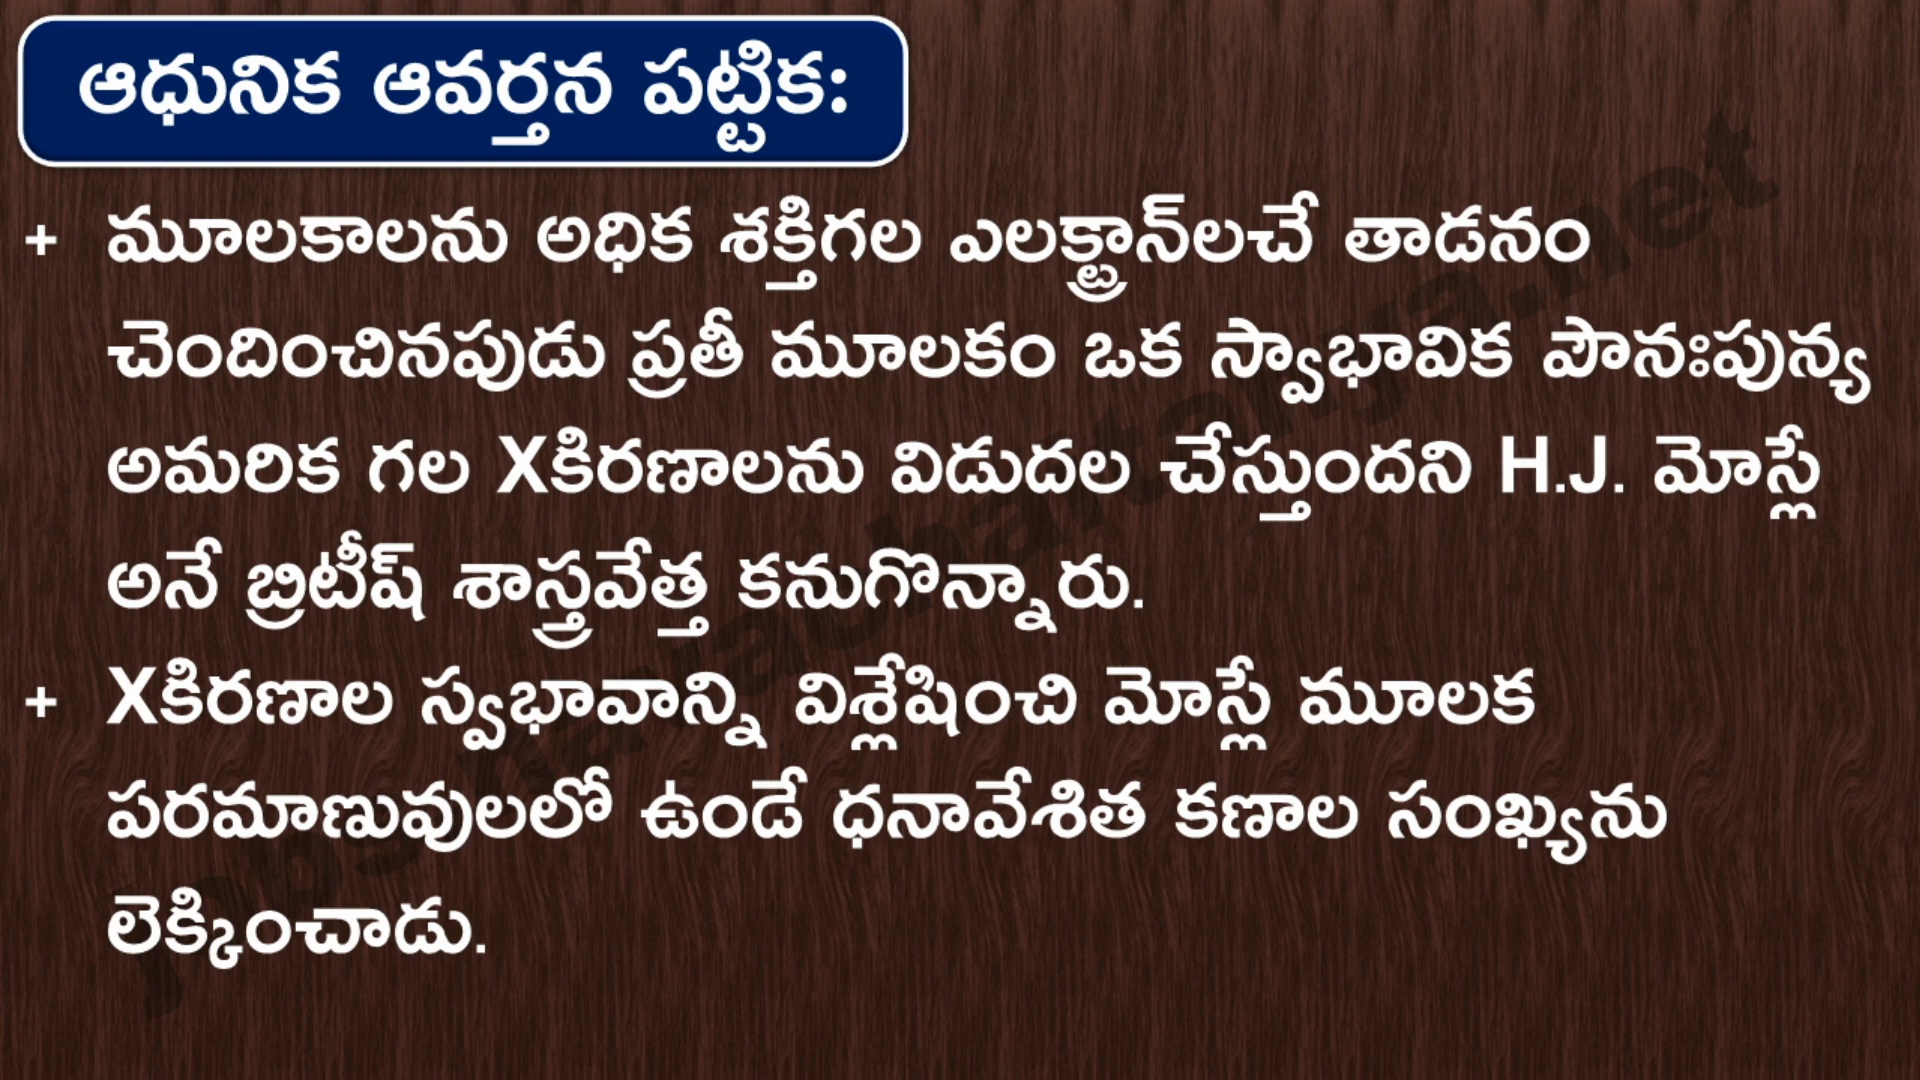 ఆధునిక ఆవర్తన పట్టిక:
+ మూలకాలను అధిక శక్తిగల ఎలక్ట్రాన్‌లచే తాడనం
చెందించినపుడు ప్రతీ మూలకం ఒక స్వాభావిక పౌనఃపున్య
అమరిక గల Xకిరణాలను విడుదల చేస్తుందని H.J. మోస్లే
అనే బ్రిటీష్ శాస్త్రవేత్త కనుగొన్నారు.
+ Xకిరణాల స్వభావాన్ని విశ్లేషించి మోస్లే మూలక
పరమాణువులలో ఉండే ధనావేశిత కణాల సంఖ్యను
లెక్కించాడు.